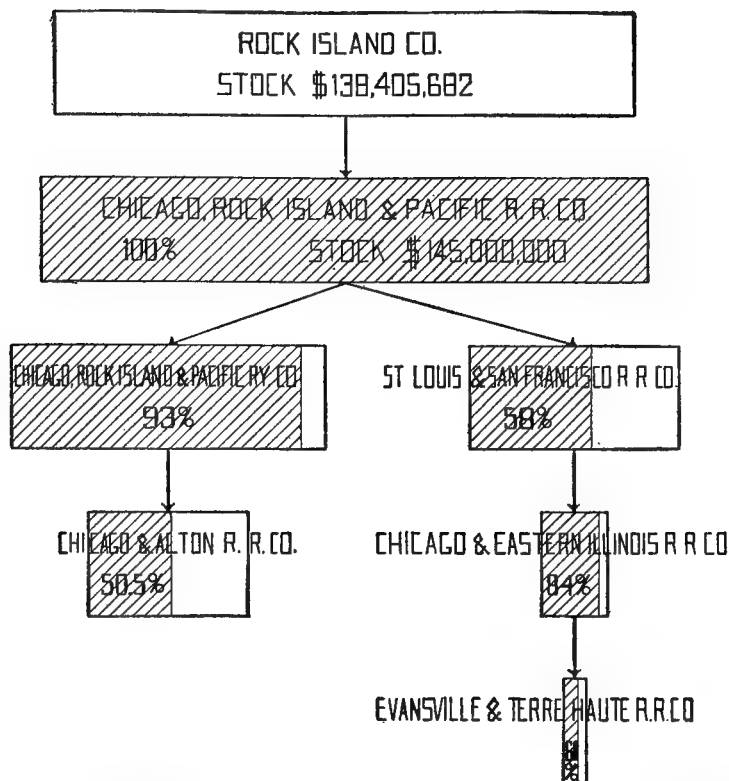 ROCK ISLAND CO.
STOCK $138,405,682
CHICAGO, ROCK ISLAND & PACIFIC R. R. CO.
100% STOCK $145,000,000
CHICAGO, ROCK ISLAND & PACIFIC RY. CO
93%
ST LOUIS & SAN FRANCISCO R R CO.
58%
CHICAGO & ALTON R. R. CO.
50.5%
CHICAGO & EASTERN ILLINOIS R R CO
84%
EVANSVILLE & TERRE HAUTE R.R.CO